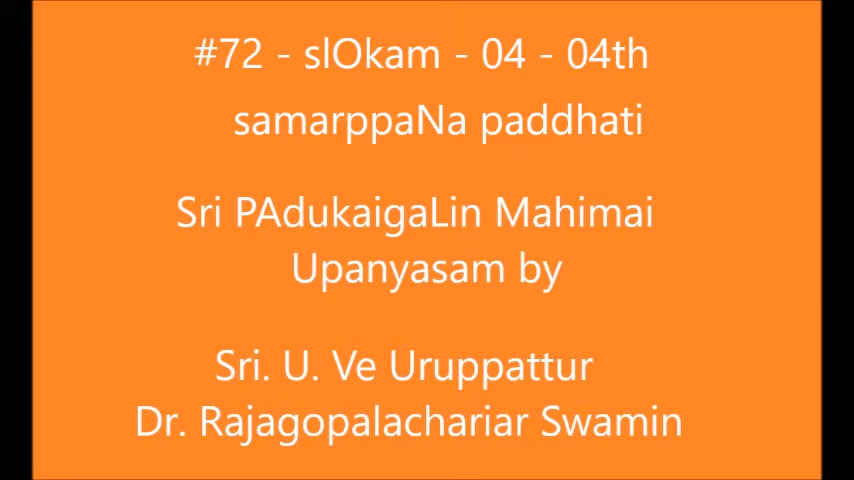 #72 - slOkam - 04 - 04th
samarppaNa paddhati
Sri PAdukaigaLin Mahimai
Upanyasam by
Sri. U. Ve Uruppattur
Dr. Rajagopalachariar Swamin